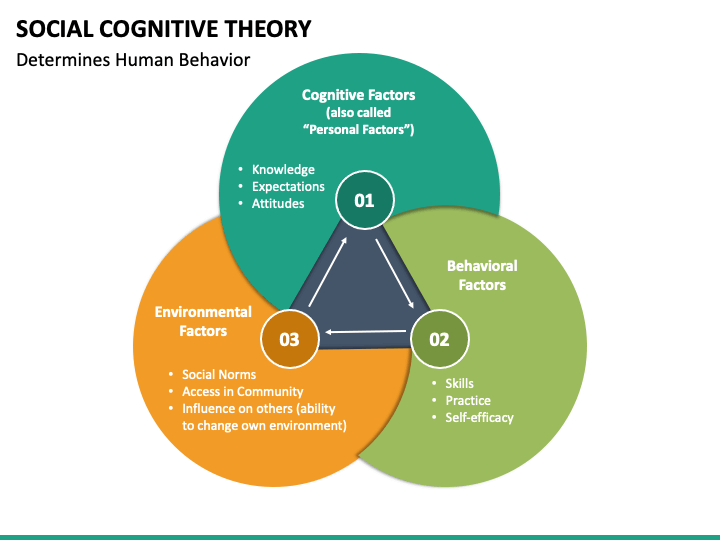 SOCIAL COGNITIVE THEORY
Determines Human Behavior
Cognitive Factors
(also called
“Personal Factors”)
• Knowledge
• Expectations
• Attitudes
01
Behavioral
Factors
02
• Skills
• Practice
• Self-efficacy
Environmental
Factors
03
• Social Norms
• Access in Community
• Influence on others (ability
to change own environment)